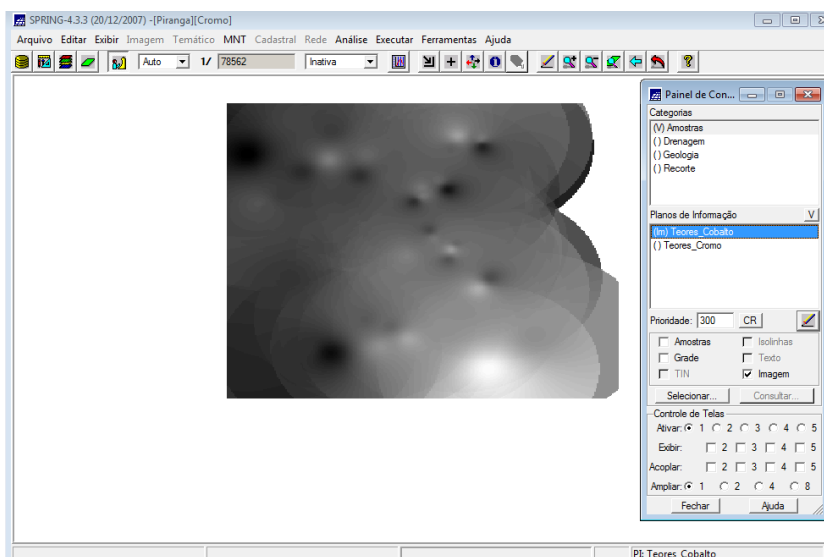 SPRING-4.3.3 (20/12/2007) -[Piranga][Cromo]
Arquivo Editar Exibir Imagem Temático MNT Cadastral Rede Análise Executar Ferramentas Ajuda
Auto 1/ 78562 Inativa
Painel de Con...
Categorias
(V) Amostras
( ) Drenagem
( ) Geologia
( ) Recorte
Planos de Informação V
(Im) Teores_Cobalto
( ) Teores_Cromo
Prioridade: 300 CR
Amostras Isolinhas
Grade Texto
TIN Imagem
Selecionar... Consultar...
Controle de Telas
Ativar: 1 2 3 4 5
Exibir: 2 3 4 5
Acoplar: 2 3 4 5
Ampliar: 1 2 4 8
Fechar Ajuda
PI: Teores_Cobalto